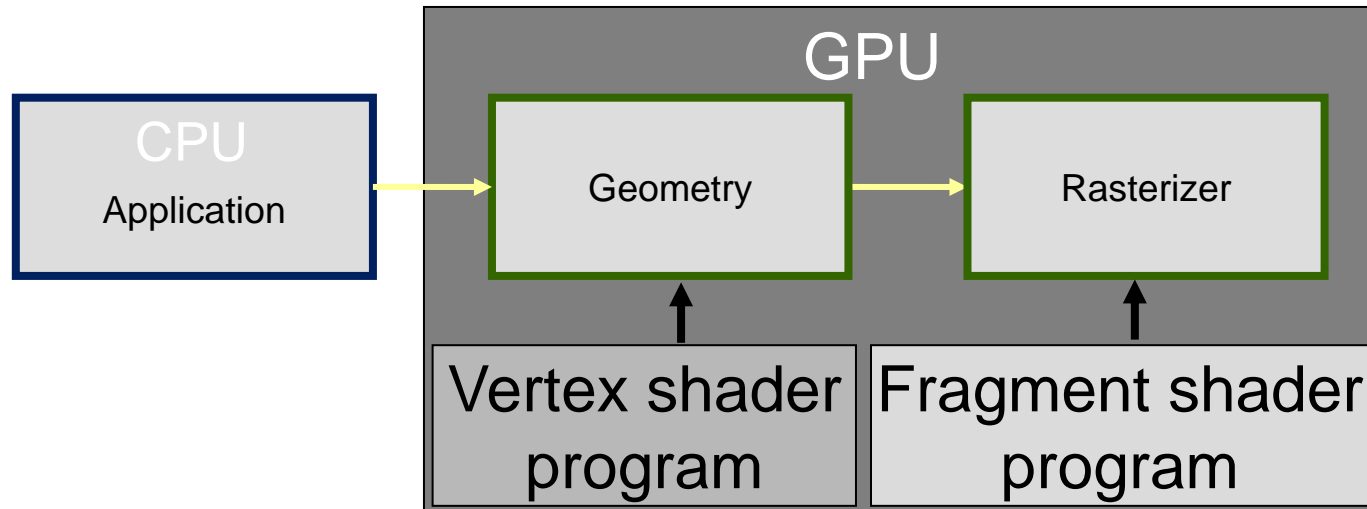 GPU
CPU
Application
Geometry
Rasterizer
Vertex shader
program
Fragment shader
program